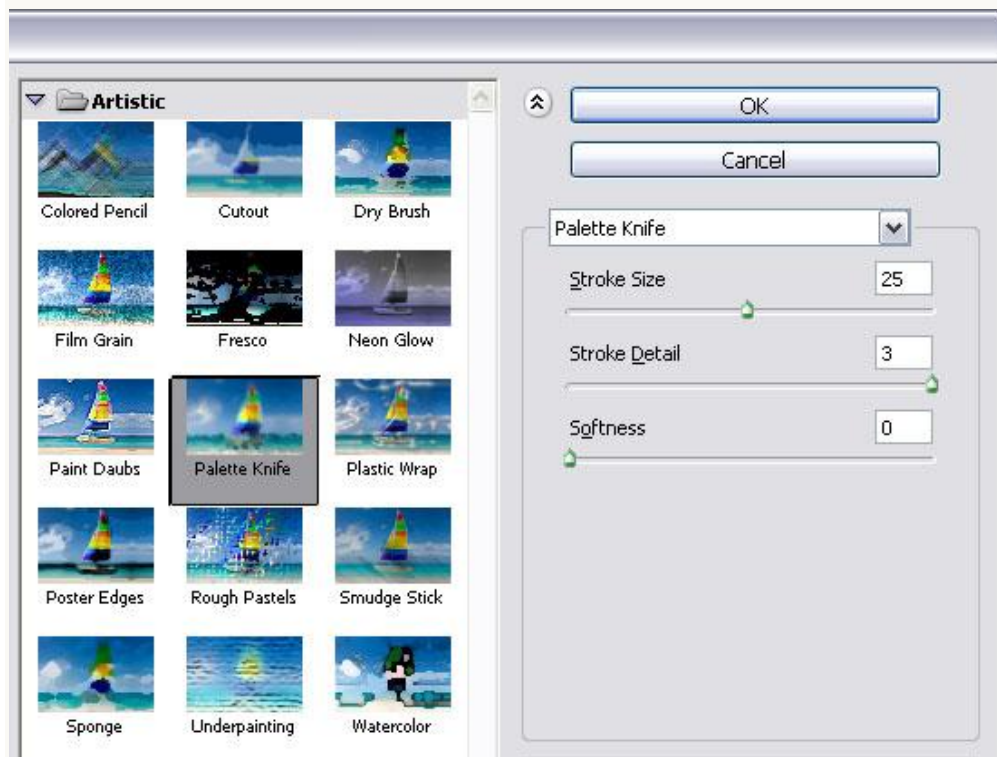 Artistic
Colored Pencil
Cutout
Dry Brush
Film Grain
Fresco
Neon Glow
Paint Daubs
Palette Knife
Plastic Wrap
Poster Edges
Rough Pastels
Smudge Stick
Sponge
Underpainting
Watercolor
OK
Cancel
Palette Knife
Stroke Size 25
Stroke Detail 3
Softness 0